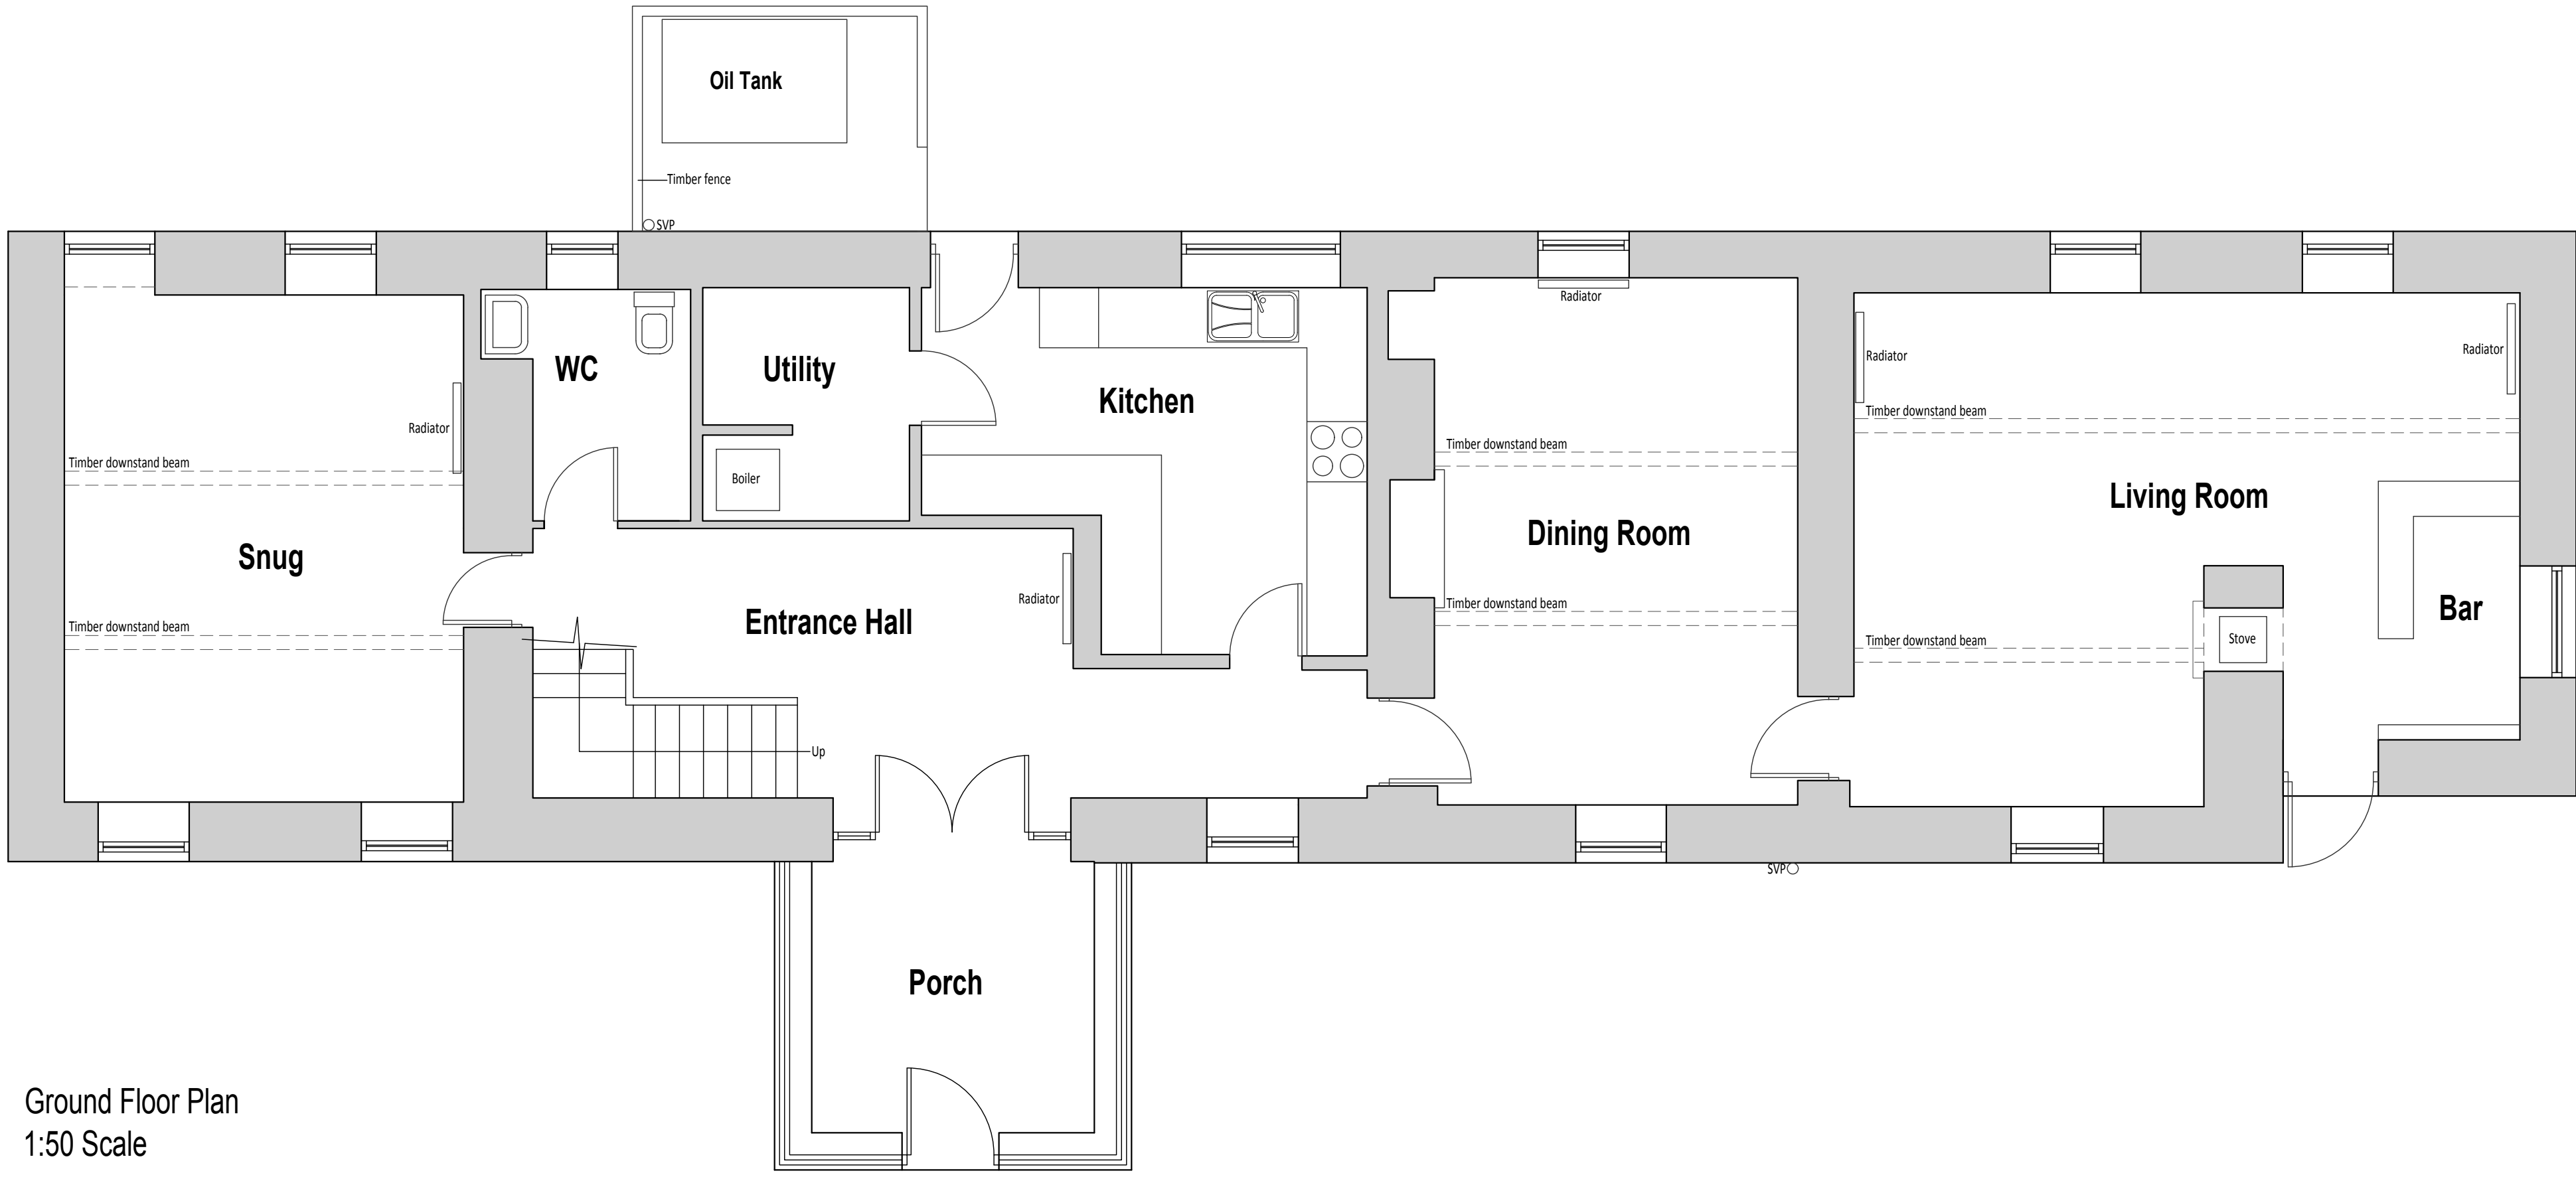 Oil Tank
Timber fence
SVP
Radiator
Radiator
Radiator
WC
Utility
Kitchen
Timber downstand beam
Radiator
Timber downstand beam
Timber downstand beam
Boiler
Living Room
Dining Room
Snug
Radiator
Timber downstand beam
Bar
Entrance Hall
Timber downstand beam
Stove
Timber downstand beam
Up
SVP
Porch
Ground Floor Plan
1:50 Scale